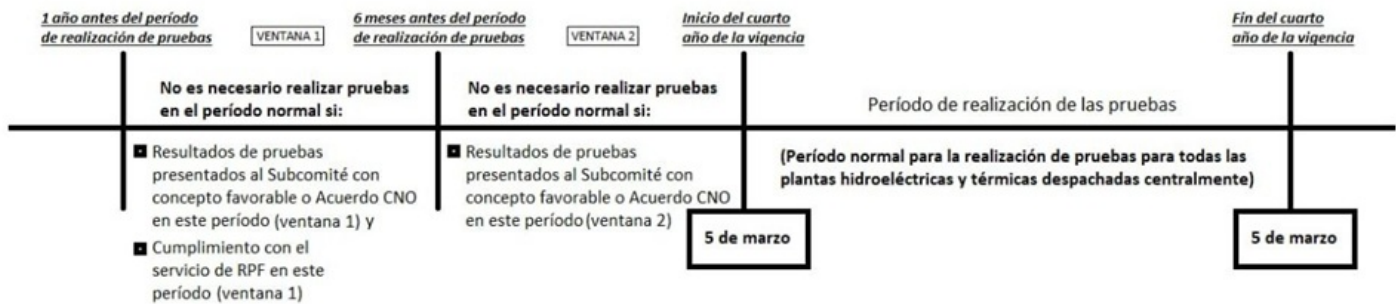 1 año antes del período
de realización de pruebas
VENTANA 1
6 meses antes del período
de realización de pruebas
VENTANA 2
Inicio del cuarto
año de la vigencia
Fin del cuarto
año de la vigencia
No es necesario realizar pruebas
en el período normal si:
No es necesario realizar pruebas
en el período normal si:
Período de realización de las pruebas
Resultados de pruebas
presentados al Subcomité con
concepto favorable o Acuerdo CNO
en este período (ventana 1) y
Cumplimiento con el
servicio de RPF en este
período (ventana 1)
Resultados de pruebas
presentados al Subcomité con
concepto favorable o Acuerdo CNO
en este período (ventana 2)
(Período normal para la realización de pruebas para todas las
plantas hidroeléctricas y térmicas despachadas centralmente)
5 de marzo
5 de marzo